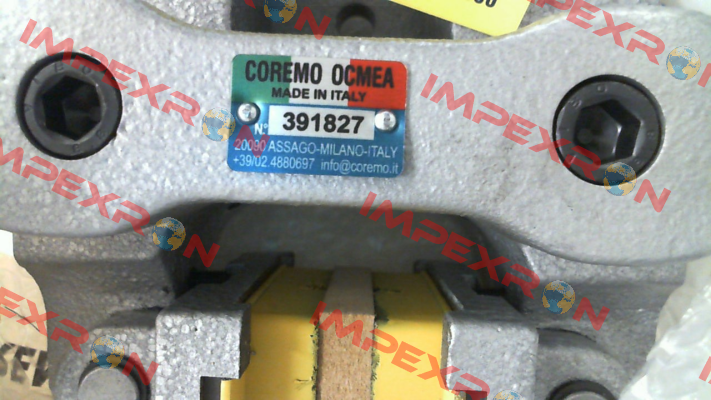 COREMO OCMEA
MADE IN ITALY
N° 391827
20090 ASSAGO-MILANO-ITALY
+39/02.4880697 info@coremo.it
IMPEXRON
IMPEXRON
IMPEXRON
IMPEXRON
IMPEXRON
IMPEXRON
IMPEXRON